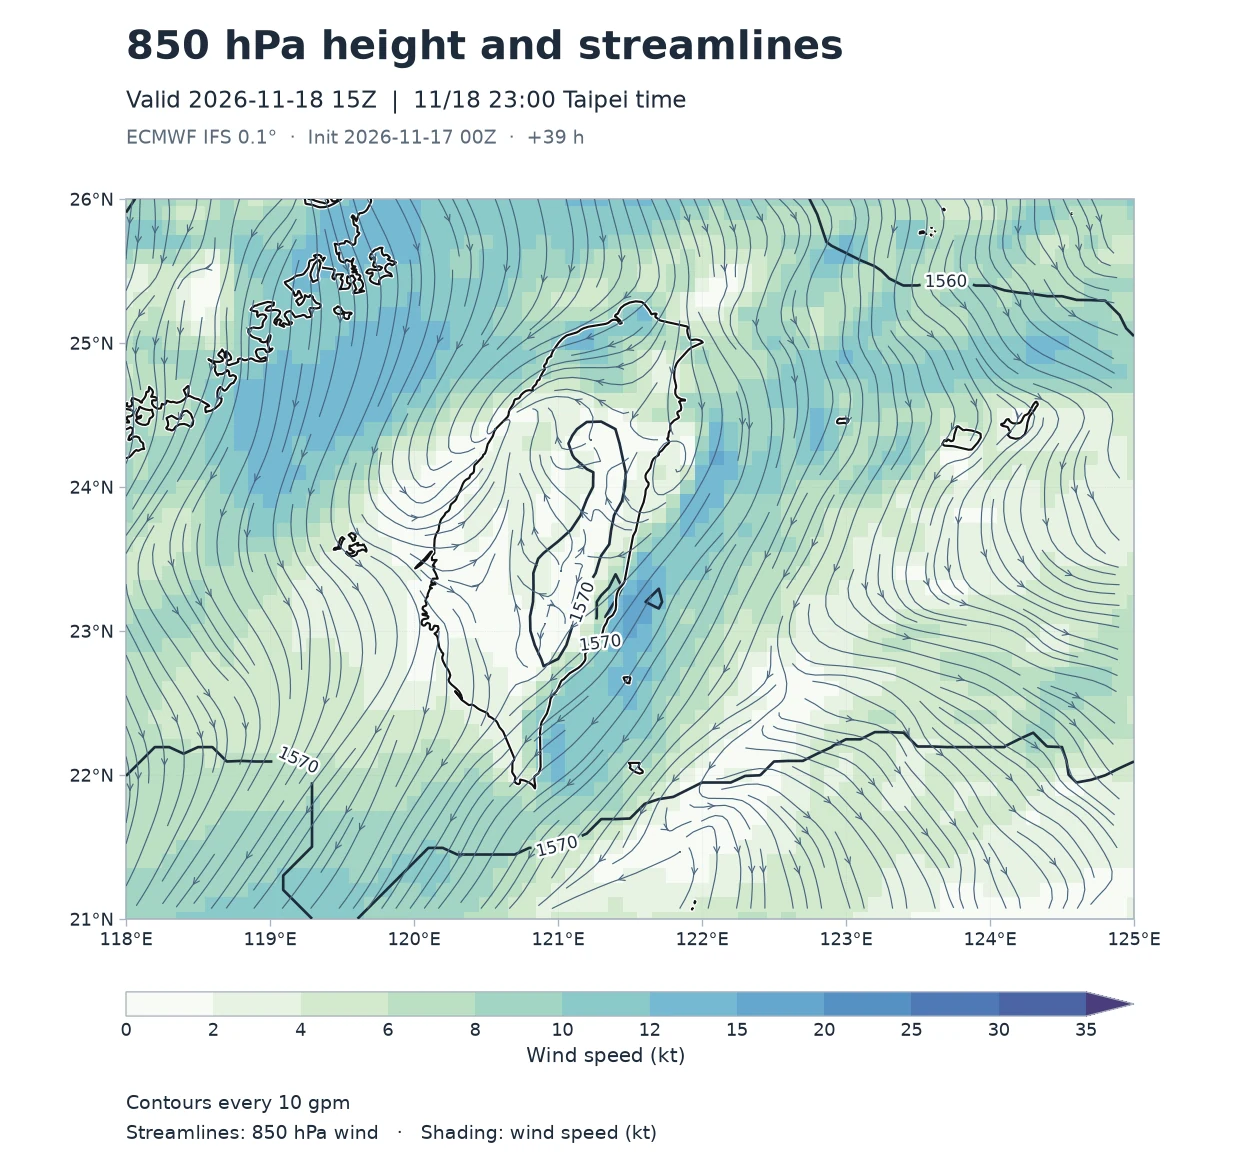 850 hPa height and streamlines
Valid 2026-11-18 15Z | 11/18 23:00 Taipei time
ECMWF IFS 0.1° · Init 2026-11-17 00Z · +39 h
26°N
1560
25°N
24°N
1570
23°N
1570
1570
22°N
1570
21°N
118°E 119°E 120°E 121°E 122°E 123°E 124°E 125°E
0 2 4 6 8 10 12 15 20 25 30 35
Wind speed (kt)
Contours every 10 gpm
Streamlines: 850 hPa wind · Shading: wind speed (kt)